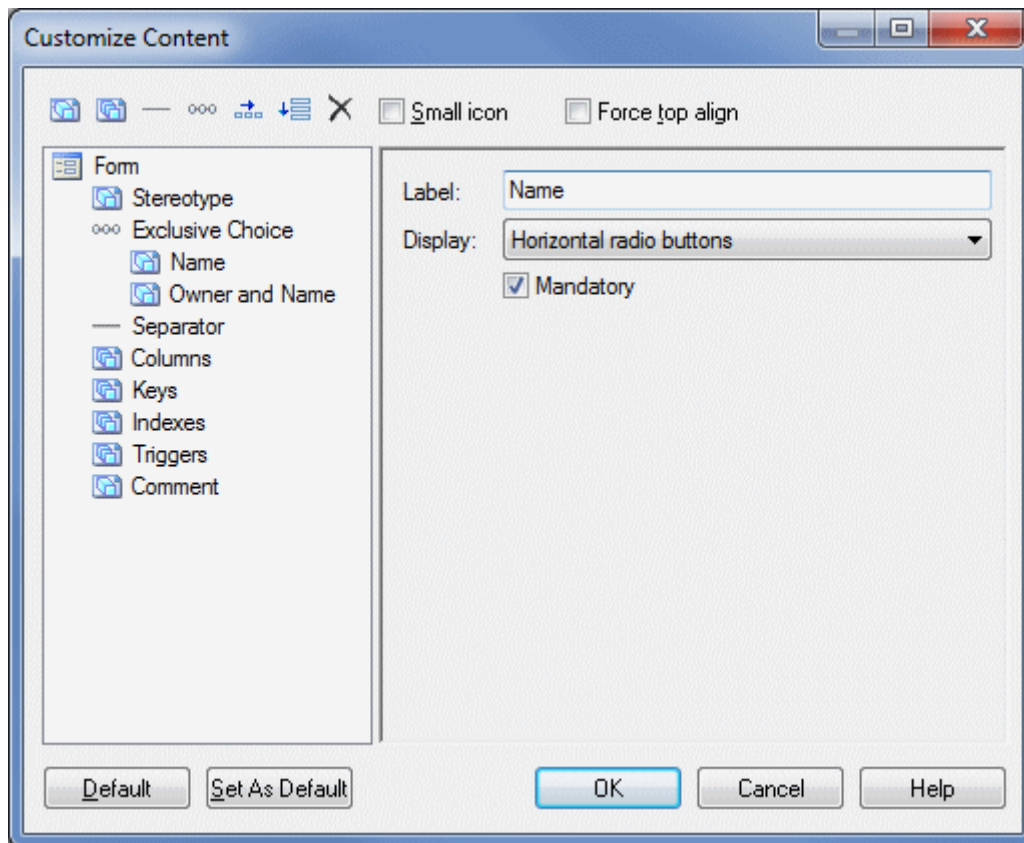 Customize Content
Small icon Force top align
Form
Stereotype
Exclusive Choice
Name
Owner and Name
Separator
Columns
Keys
Indexes
Triggers
Comment
Label: Name
Display: Horizontal radio buttons
Mandatory
Default Set As Default OK Cancel Help